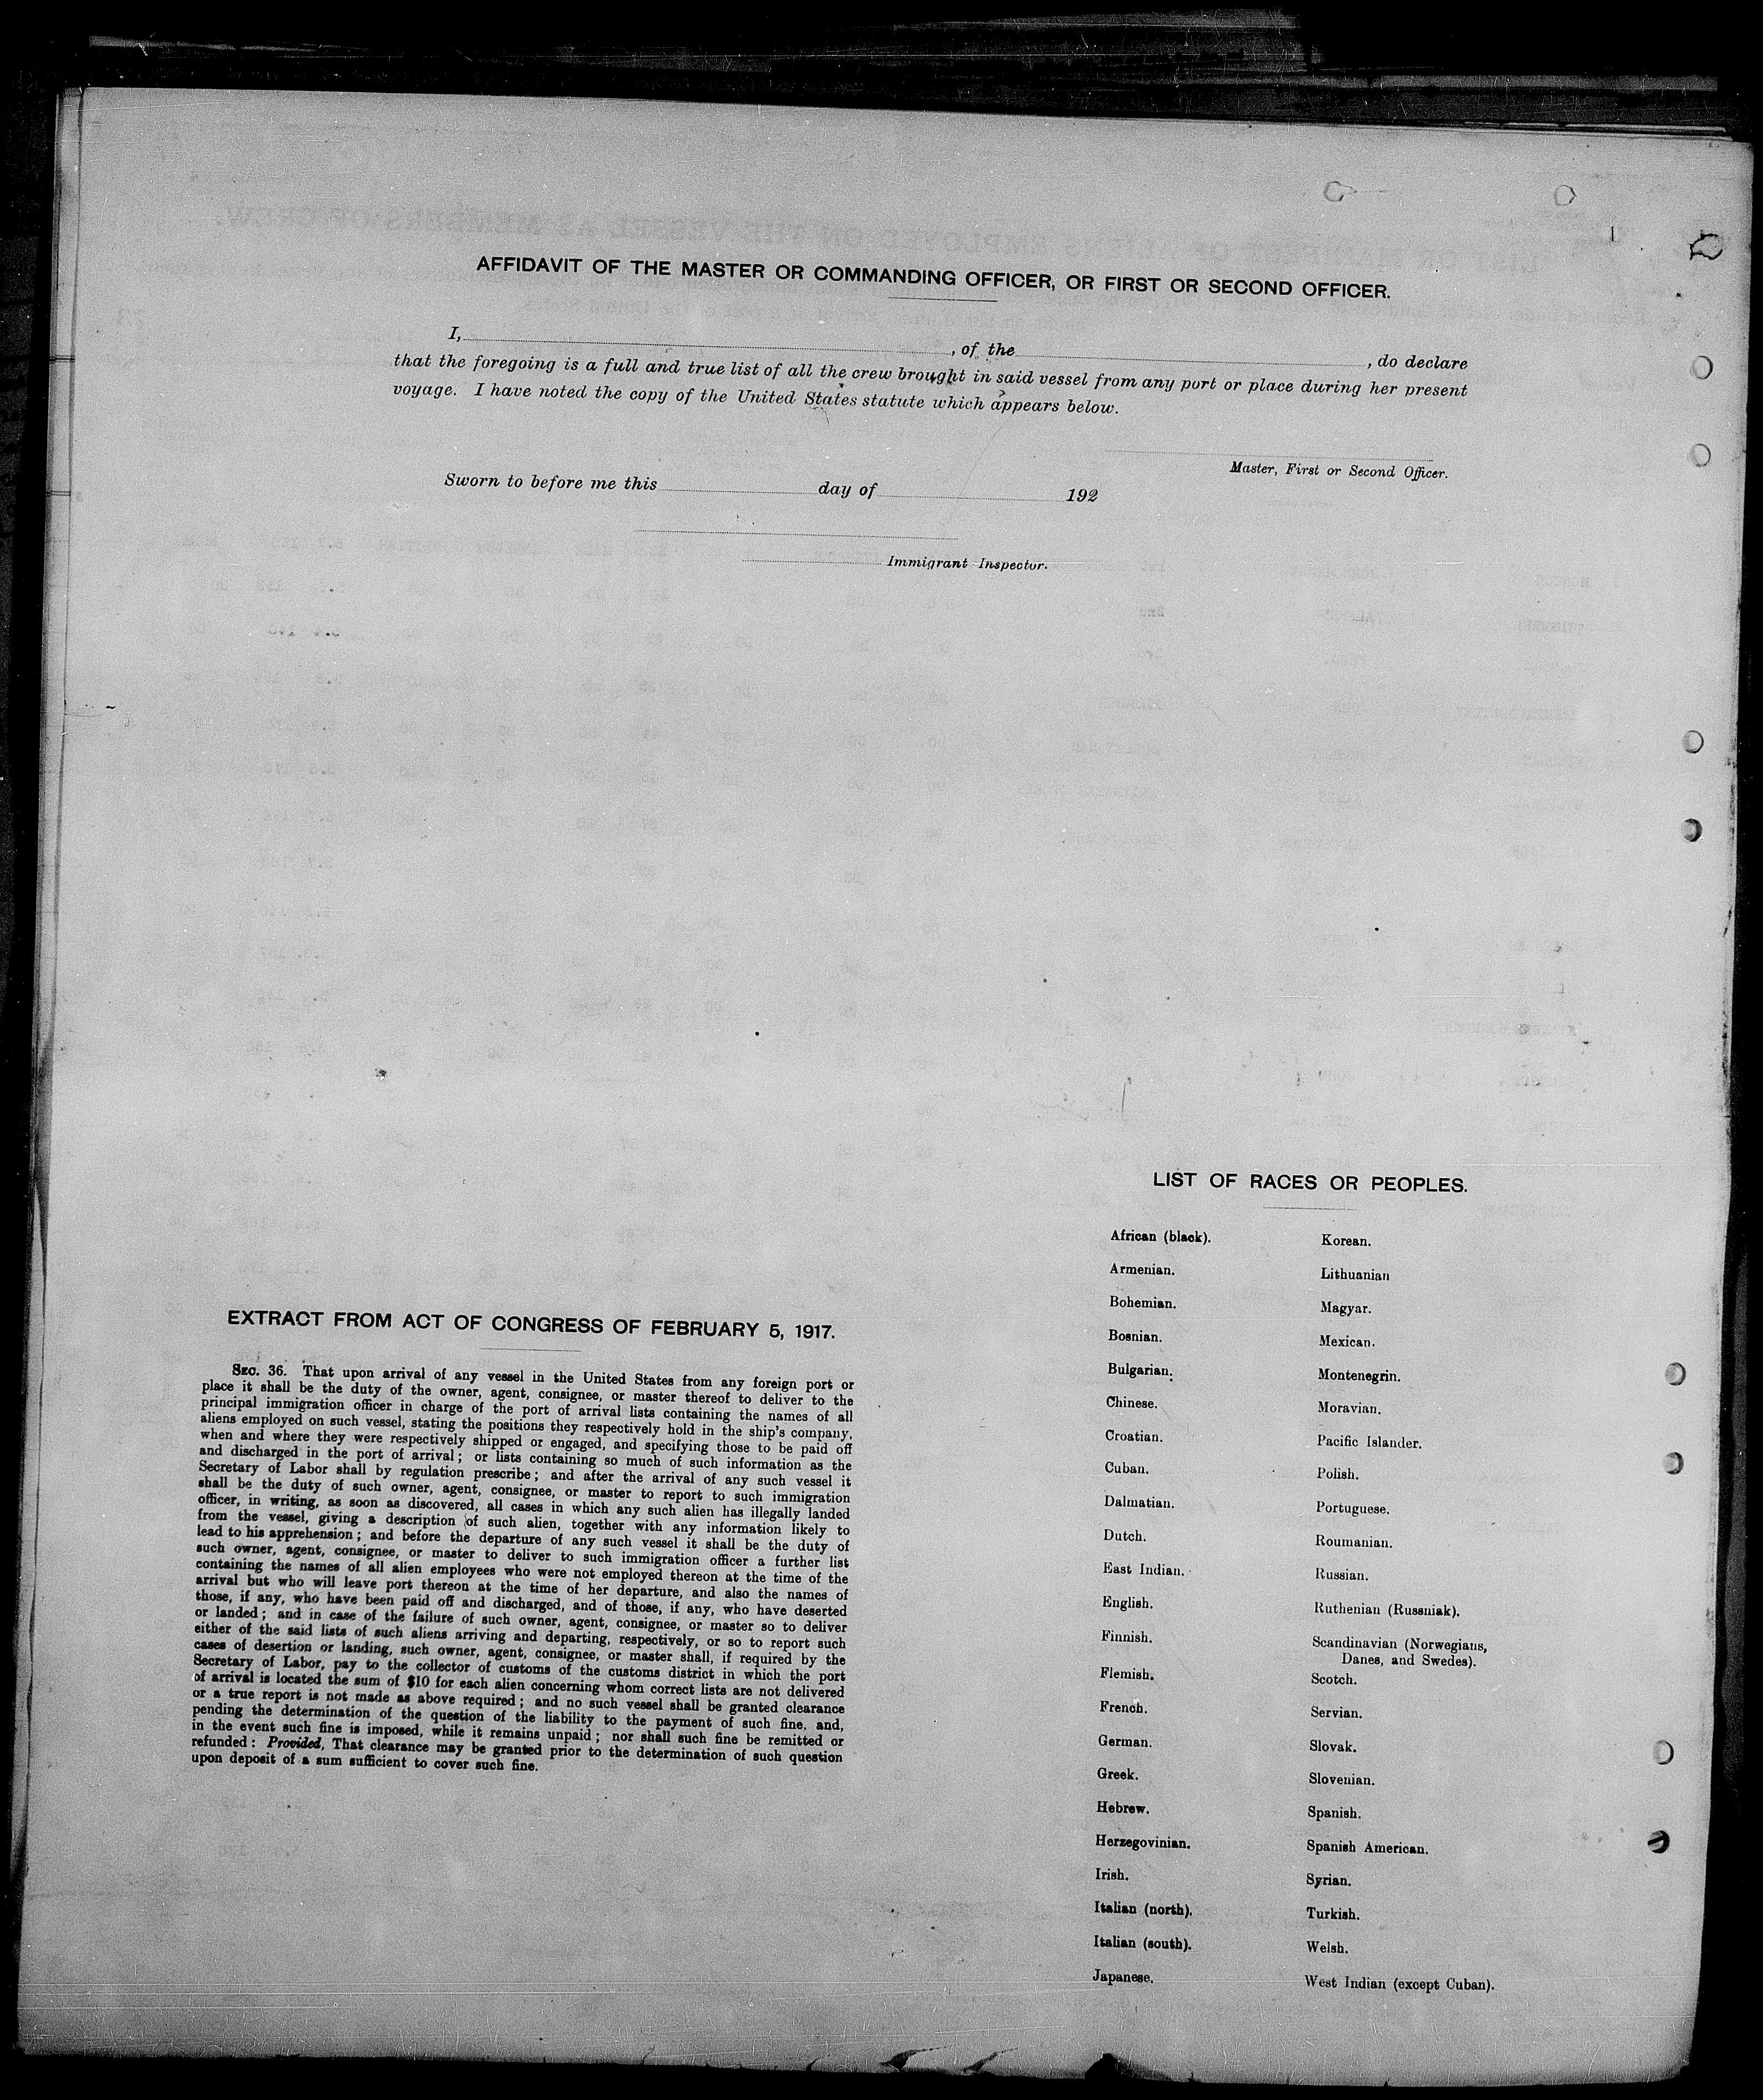 AFFIDAVIT OF THE MASTER OR COMMANDING OFFICER, OR FIRST OR SECOND OFFICER.
I, , of the , do declare
that the foregoing is a full and true list of all the crew brought in said vessel from any port or place during her present
voyage. I have noted the copy of the United States statute which appears below.
Master, First or Second Officer.
Sworn to before me this day of 192
Immigrant Inspector.
EXTRACT FROM ACT OF CONGRESS OF FEBRUARY 5, 1917.
SEC. 36. That upon arrival of any vessel in the United States from any foreign port or
place it shall be the duty of the owner, agent, consignee, or master thereof to deliver to the
principal immigration officer in charge of the port of arrival lists containing the names of all
aliens employed on such vessel, stating the positions they respectively hold in the ship's company,
when and where they were respectively shipped or engaged, and specifying those to be paid off
and discharged in the port of arrival; or lists containing so much of such information as the
Secretary of Labor shall by regulation prescribe; and after the arrival of any such vessel it
shall be the duty of such owner, agent, consignee, or master to report to such immigration
officer, in writing, as soon as discovered, all cases in which any such alien has illegally landed
from the vessel, giving a description of such alien, together with any information likely to
lead to his apprehension; and before the departure of any such vessel it shall be the duty of
such owner, agent, consignee, or master to deliver to such immigration officer a further list
containing the names of all alien employees who were not employed thereon at the time of the
arrival but who will leave port thereon at the time of her departure, and also the names of
those, if any, who have been paid off and discharged, and of those, if any, who have deserted
or landed; and in case of the failure of such owner, agent, consignee, or master so to deliver
either of the said lists of such aliens arriving and departing, respectively, or so to report such
cases of desertion or landing, such owner, agent, consignee, or master shall, if required by the
Secretary of Labor, pay to the collector of customs of the customs district in which the port
of arrival is located the sum of $10 for each alien concerning whom correct lists are not delivered
or a true report is not made as above required; and no such vessel shall be granted clearance
pending the determination of the question of the liability to the payment of such fine, and,
in the event such fine is imposed, while it remains unpaid; nor shall such fine be remitted or
refunded: Provided, That clearance may be granted prior to the determination of such question
upon deposit of a sum sufficient to cover such fine.
LIST OF RACES OR PEOPLES.
African (black).
Armenian.
Bohemian.
Bosnian.
Bulgarian.
Chinese.
Croatian.
Cuban.
Dalmatian.
Dutch.
East Indian.
English.
Finnish.
Flemish.
French.
German.
Greek.
Hebrew.
Herzegovinian.
Irish.
Italian (north).
Italian (south).
Japanese.
Korean.
Lithuanian
Magyar.
Mexican.
Montenegrin.
Moravian.
Pacific Islander.
Polish.
Portuguese.
Roumanian.
Russian.
Ruthenian (Russniak).
Scandinavian (Norwegians,
Danes, and Swedes).
Scotch.
Servian.
Slovak.
Slovenian.
Spanish.
Spanish American.
Syrian.
Turkish.
Welsh.
West Indian (except Cuban).